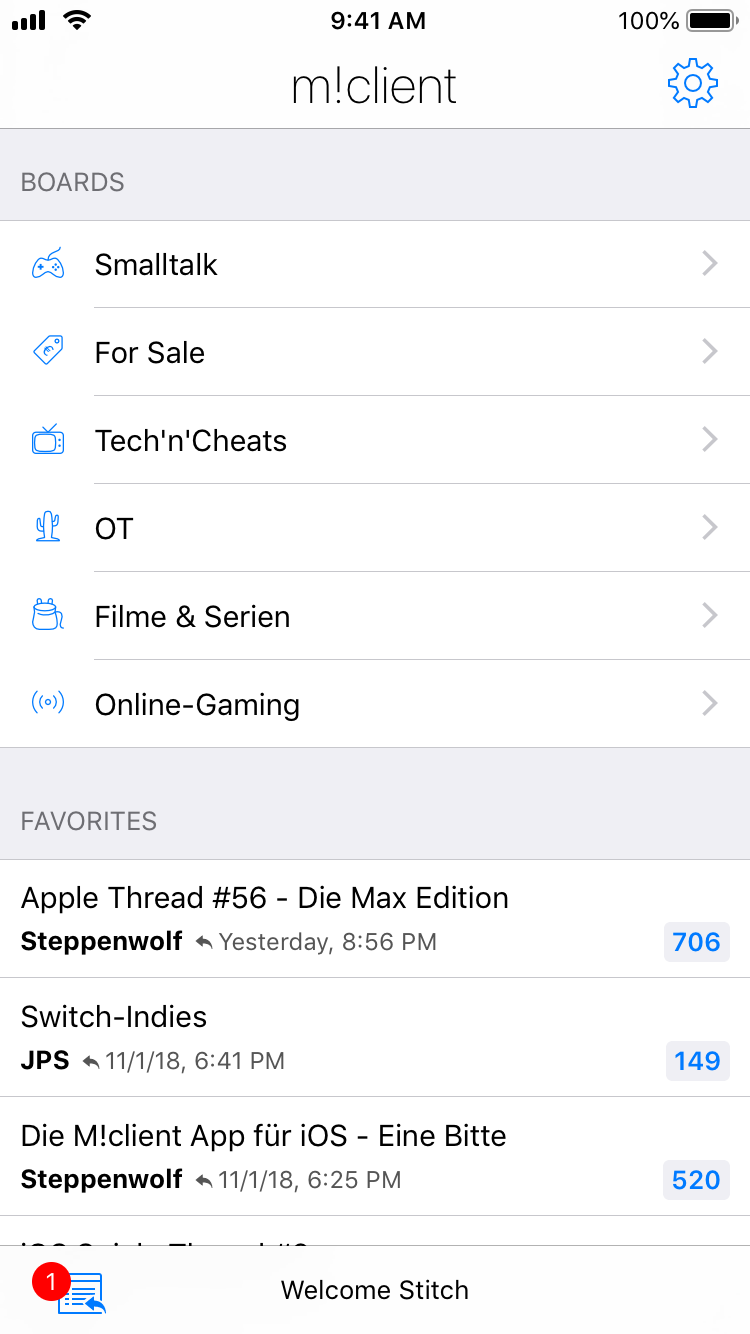 9:41 AM 100%
m!client
BOARDS
Smalltalk
For Sale
Tech'n'Cheats
OT
Filme & Serien
Online-Gaming
FAVORITES
Apple Thread #56 - Die Max Edition
Steppenwolf Yesterday, 8:56 PM 706
Switch-Indies
JPS 11/1/18, 6:41 PM 149
Die M!client App für iOS - Eine Bitte
Steppenwolf 11/1/18, 6:25 PM 520
1 Welcome Stitch